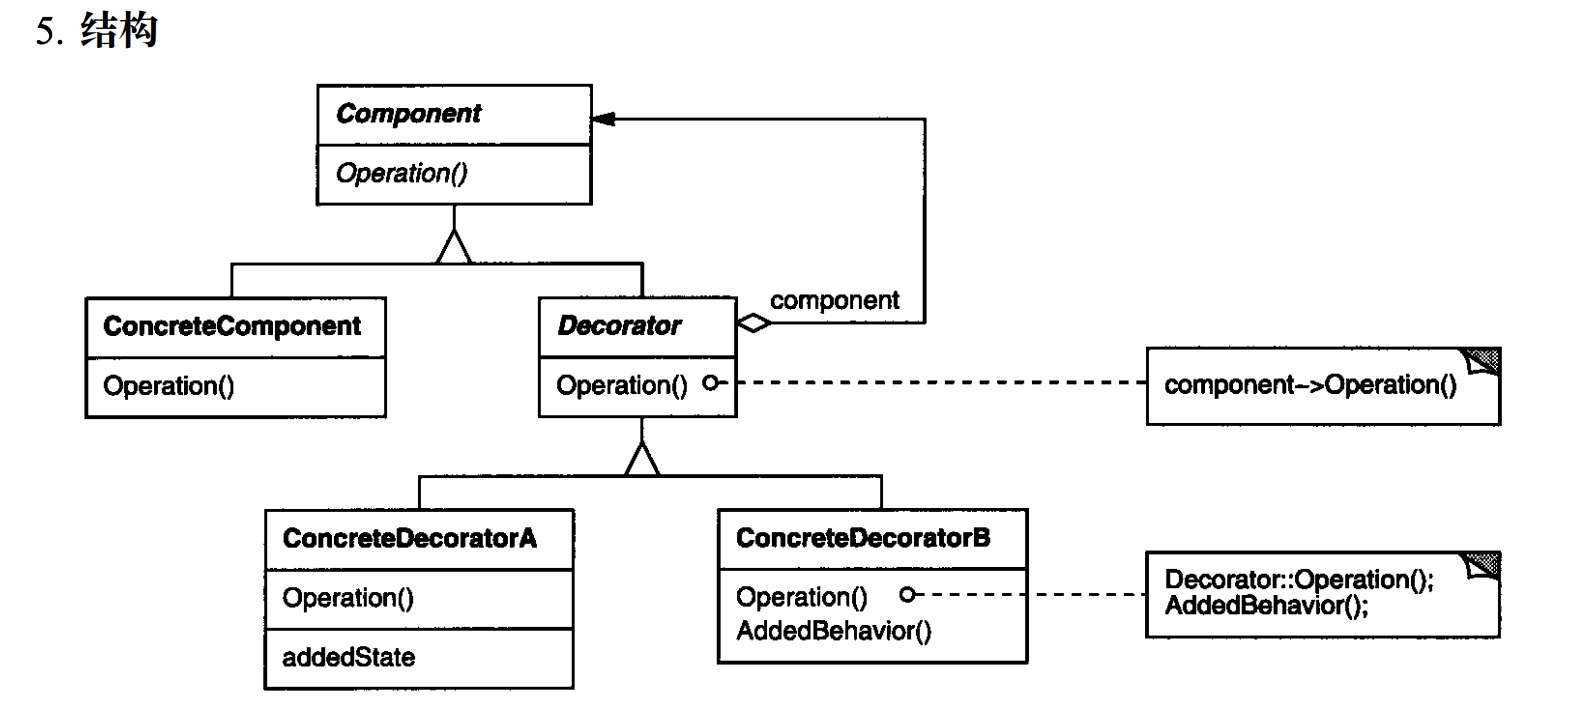 5. 结构
Component
Operation()
component
ConcreteComponent
Operation()
Decorator
Operation()
component->Operation()
ConcreteDecoratorA
Operation()
addedState
ConcreteDecoratorB
Operation()
AddedBehavior()
Decorator::Operation();
AddedBehavior();